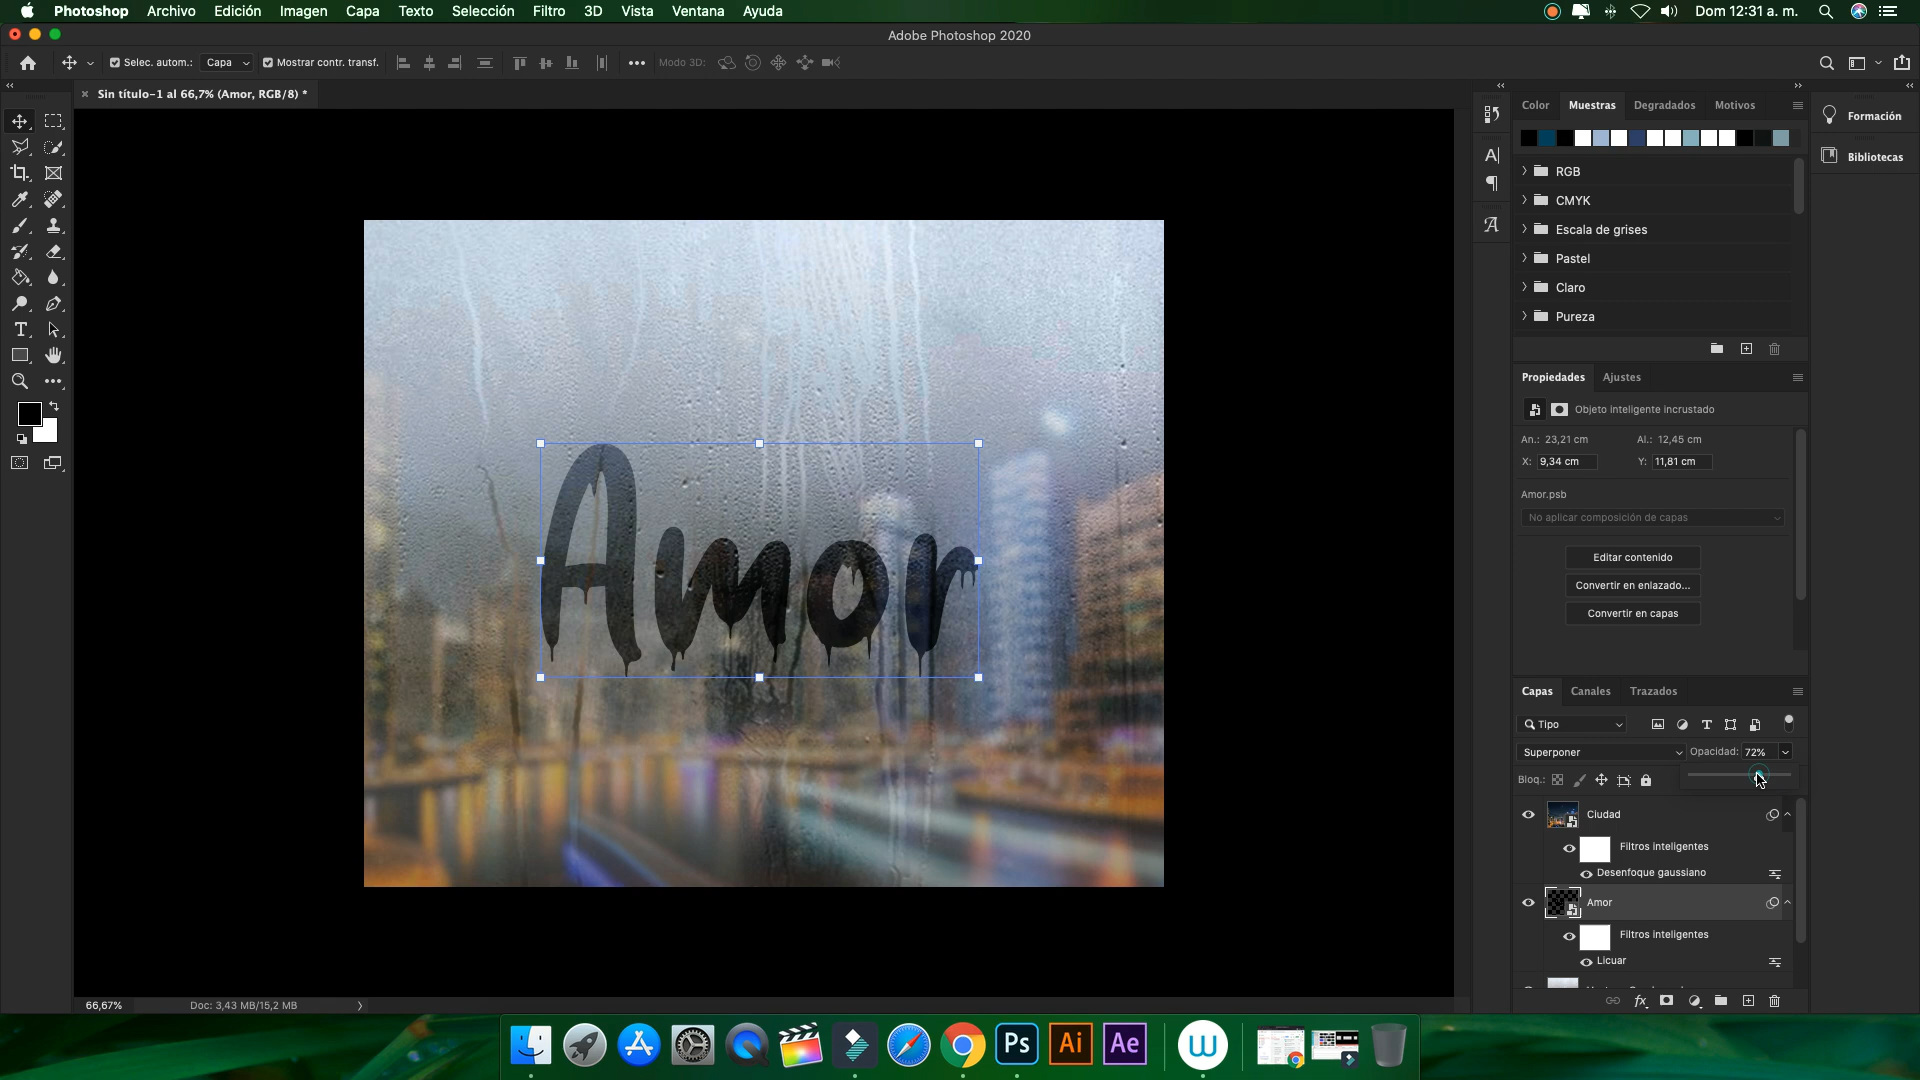 Photoshop Archivo Edición Imagen Capa Texto Selección Filtro 3D Vista Ventana Ayuda Dom 12:31 a. m.
Adobe Photoshop 2020
Selec. autom.: Capa Mostrar contr. transf. Modo 3D:
Sin título-1 al 66,7% (Amor, RGB/8) *
Color Muestras Degradados Motivos
Formación
Bibliotecas
RGB
CMYK
Escala de grises
Pastel
Claro
Pureza
Propiedades Ajustes
Objeto inteligente incrustado
An.: 23,21 cm Al.: 12,45 cm
X: 9,34 cm Y: 11,81 cm
Amor.psb
No aplicar composición de capas
Editar contenido
Convertir en enlazado...
Convertir en capas
Amor
Capas Canales Trazados
Tipo
Superponer Opacidad: 72%
Bloq.:
Ciudad
Filtros inteligentes
Desenfoque gaussiano
Amor
Filtros inteligentes
Licuar
66,67% Doc: 3,43 MB/15,2 MB
fx
Ps Ai Ae